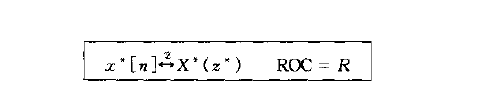 x*[n] ↔ᶻ X*(z*) ROC = R